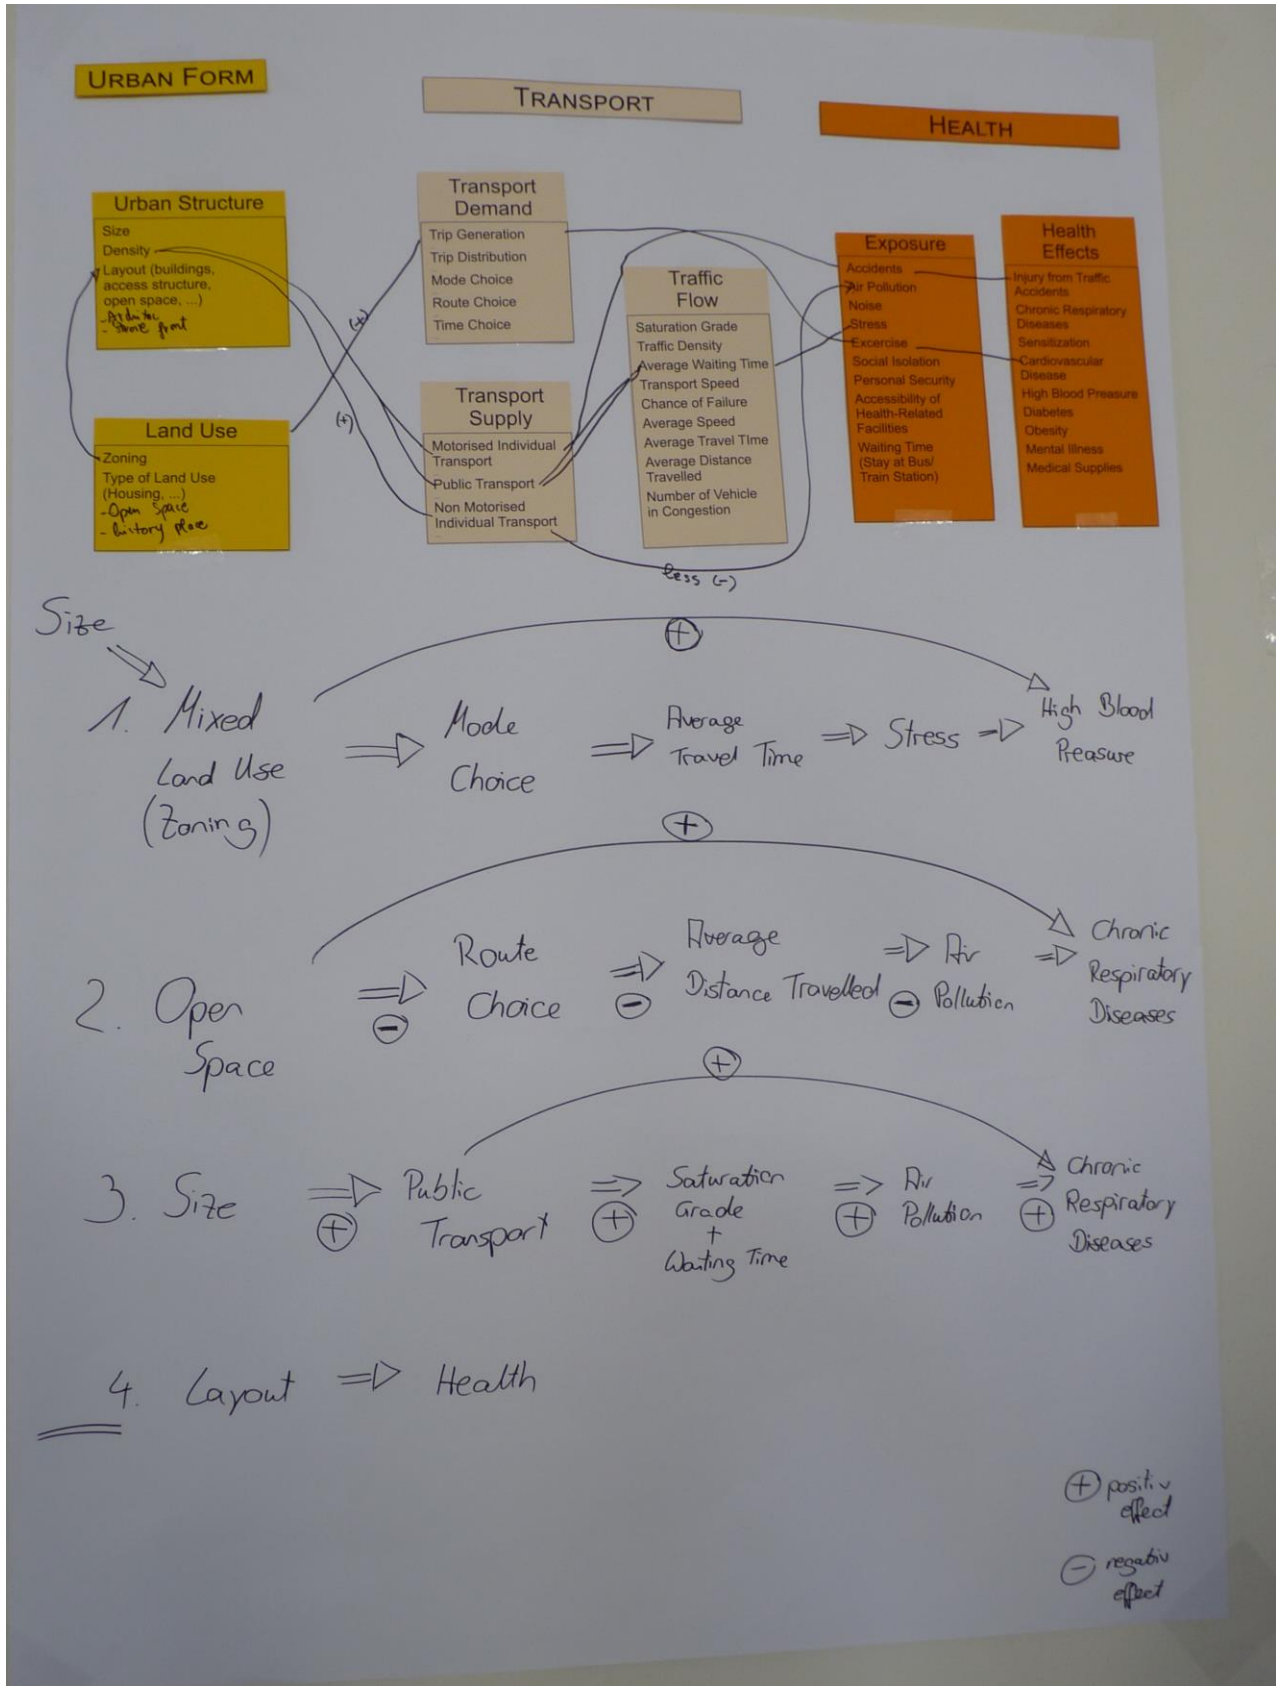 URBAN FORM
TRANSPORT
HEALTH
Urban Structure
Size
Density
Layout (buildings,
access structure,
open space, ...)
front
Land Use
Zoning
Type of Land Use
(Housing, ...)
- Open Space
- history place
Transport
Demand
Trip Generation
Trip Distribution
Mode Choice
Route Choice
Time Choice
Transport
Supply
Motorised Individual
Transport
Public Transport
Non Motorised
Individual Transport
Traffic
Flow
Saturation Grade
Traffic Density
Average Waiting Time
Transport Speed
Chance of Failure
Average Speed
Average Travel TIme
Average Distance
Travelled
Number of Vehicle
in Congestion
Exposure
Accidents
Air Pollution
Noise
Stress
Excercise
Social Isolation
Personal Security
Accessibility of
Health-Related
Facilities
Waiting Time
(Stay at Bus/
Train Station)
Health
Effects
Injury from Traffic
Accidents
Chronic Respiratory
Diseases
Sensitization
Cardiovascular
Disease
High Blood Preasure
Diabetes
Obesity
Mental Illness
Medical Supplies
(+)
(+)
less (-)
Size
+
1. Mixed
Land Use
(Zoning)
Mode
Choice
Average
Travel Time
Stress
High Blood
Preasure
+
2. Open
Space
-
Route
Choice
-
Average
Distance Travelled
-
Air
Pollution
Chronic
Respiratory
Diseases
+
3. Size
+
Public
Transport
+
Saturation
Grade
+
Waiting Time
+
Air
Pollution
+
Chronic
Respiratory
Diseases
4. Layout
Health
+ positiv
effect
- negativ
effect